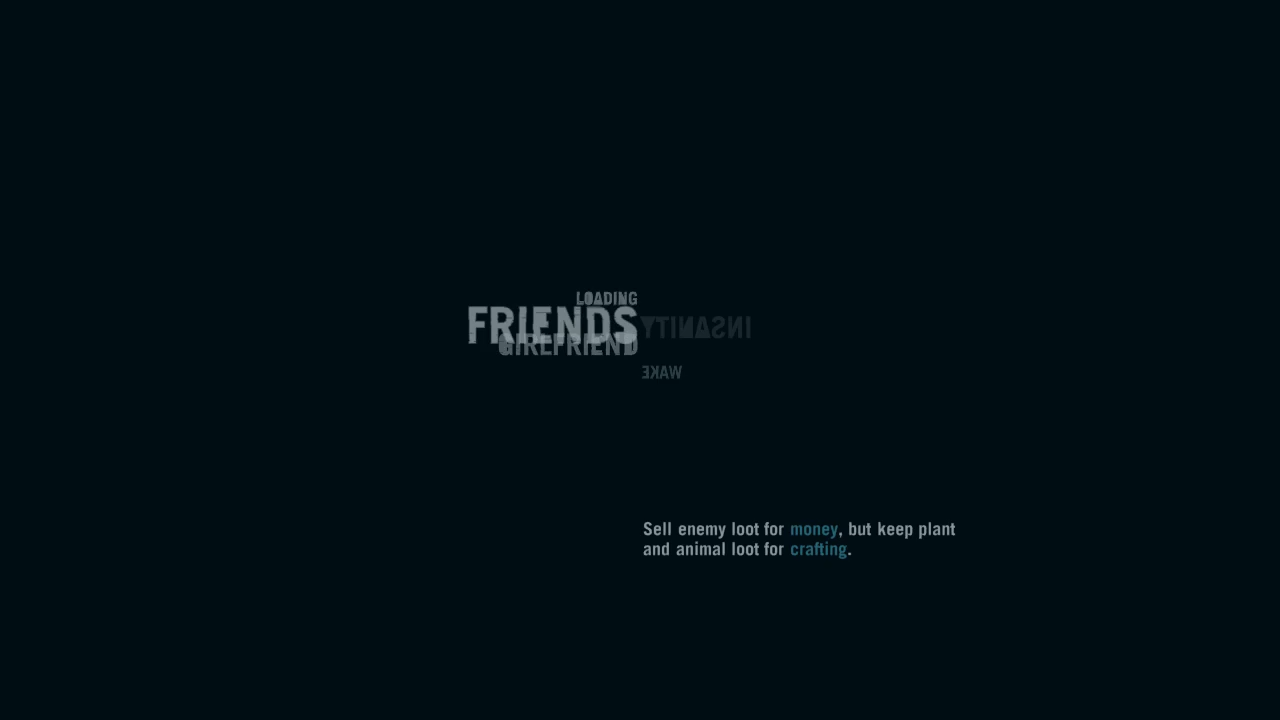 LOADING
FRIENDS
INSANITY
GIRLFRIEND
WAKE
Sell enemy loot for money, but keep plant
and animal loot for crafting.